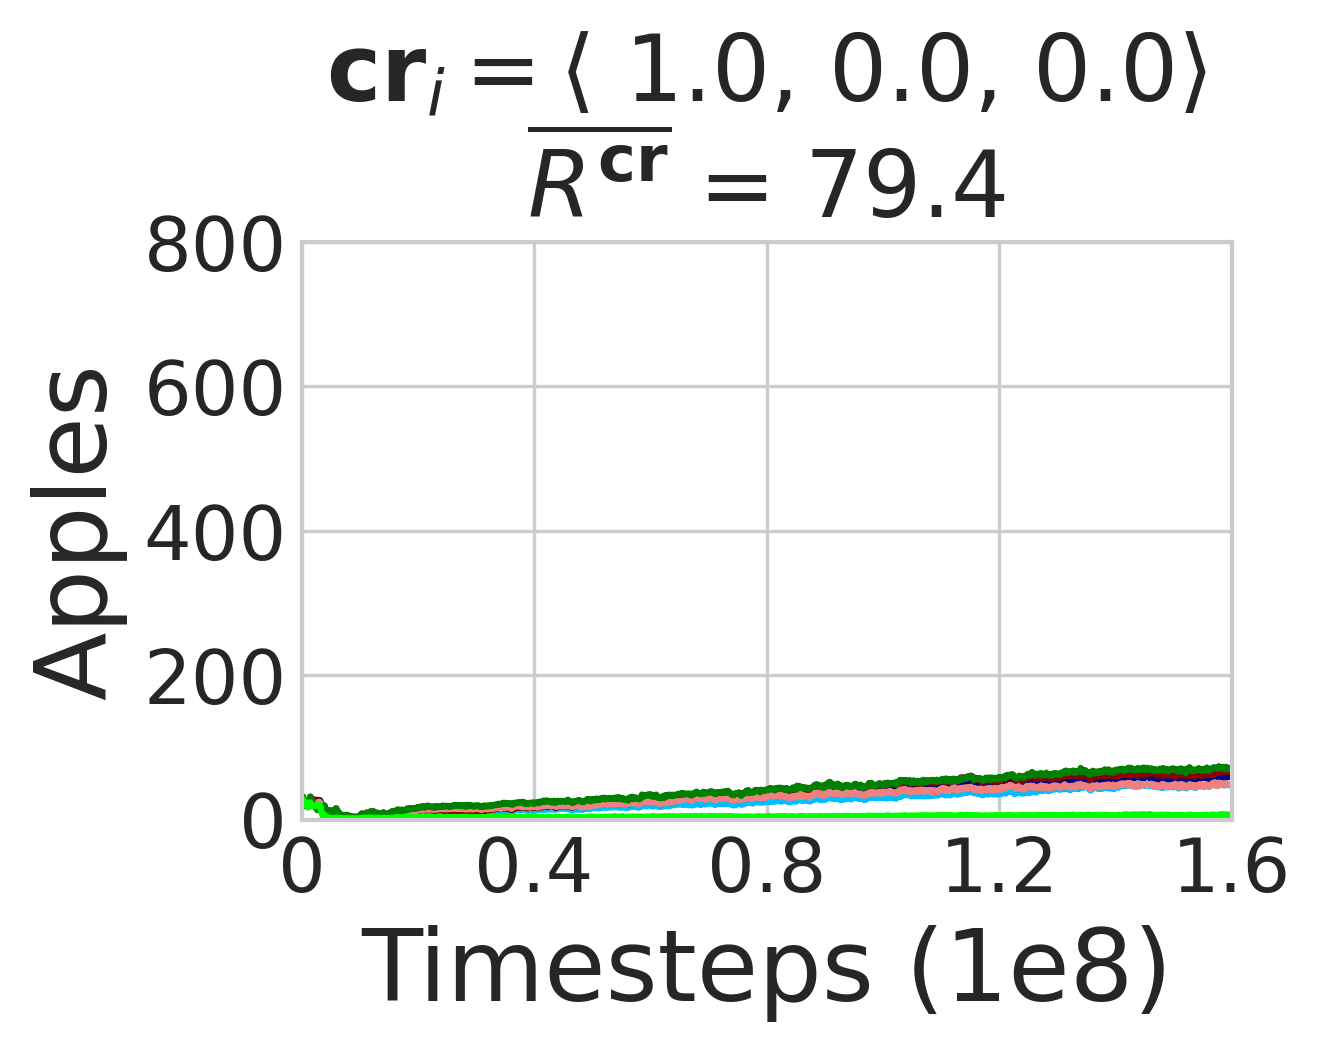 cr_i = ⟨ 1.0, 0.0, 0.0⟩
R^cr = 79.4
800
600
400
200
0
Apples
0 0.4 0.8 1.2 1.6
Timesteps (1e8)